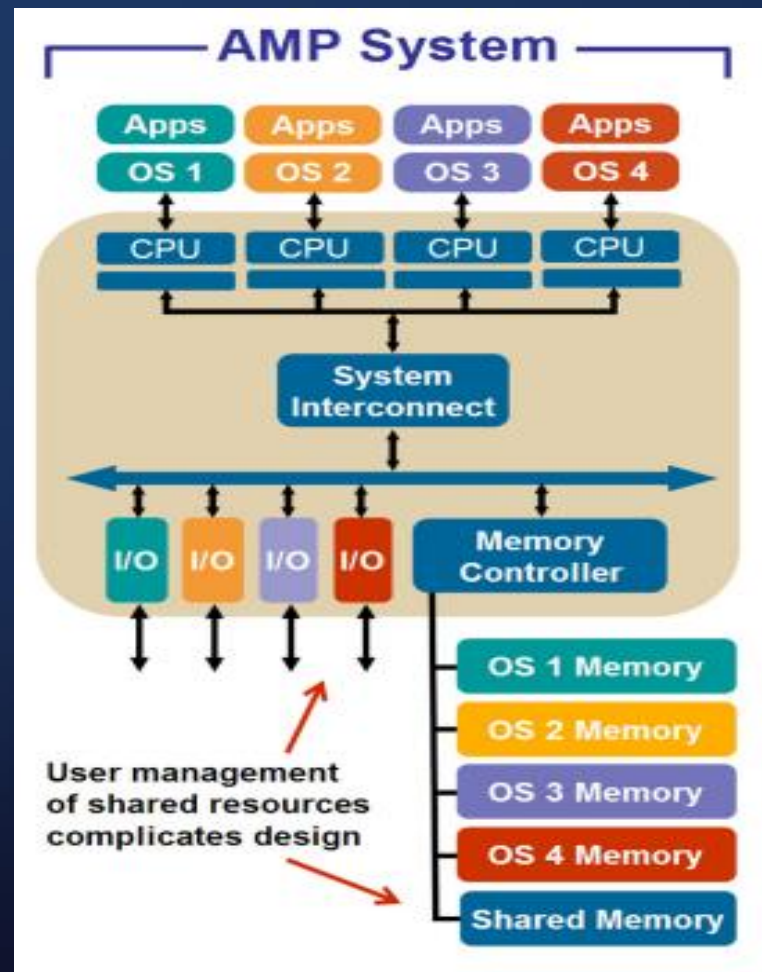 AMP System
Apps Apps Apps Apps
OS 1 OS 2 OS 3 OS 4
CPU CPU CPU CPU
System
Interconnect
I/O I/O I/O I/O
Memory
Controller
OS 1 Memory
OS 2 Memory
OS 3 Memory
OS 4 Memory
Shared Memory
User management
of shared resources
complicates design